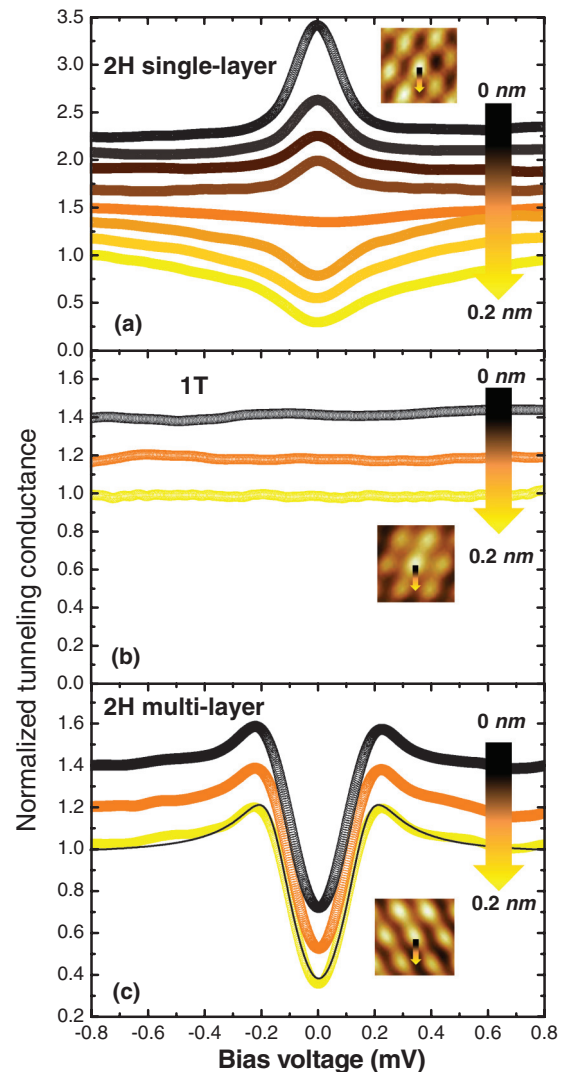 3.5
2H single-layer
0 nm
3.0
2.5
2.0
1.5
1.0
0.5
(a)
0.2 nm
0.0
1.6
1T
0 nm
1.4
1.2
1.0
0.8
0.2 nm
0.6
0.4
0.2
(b)
0.0
Normalized tunneling conductance
2H multi-layer
0 nm
1.6
1.4
1.2
1.0
0.2 nm
0.8
0.6
0.4
(c)
0.2
-0.8 -0.6 -0.4 -0.2 0.0 0.2 0.4 0.6 0.8
Bias voltage (mV)